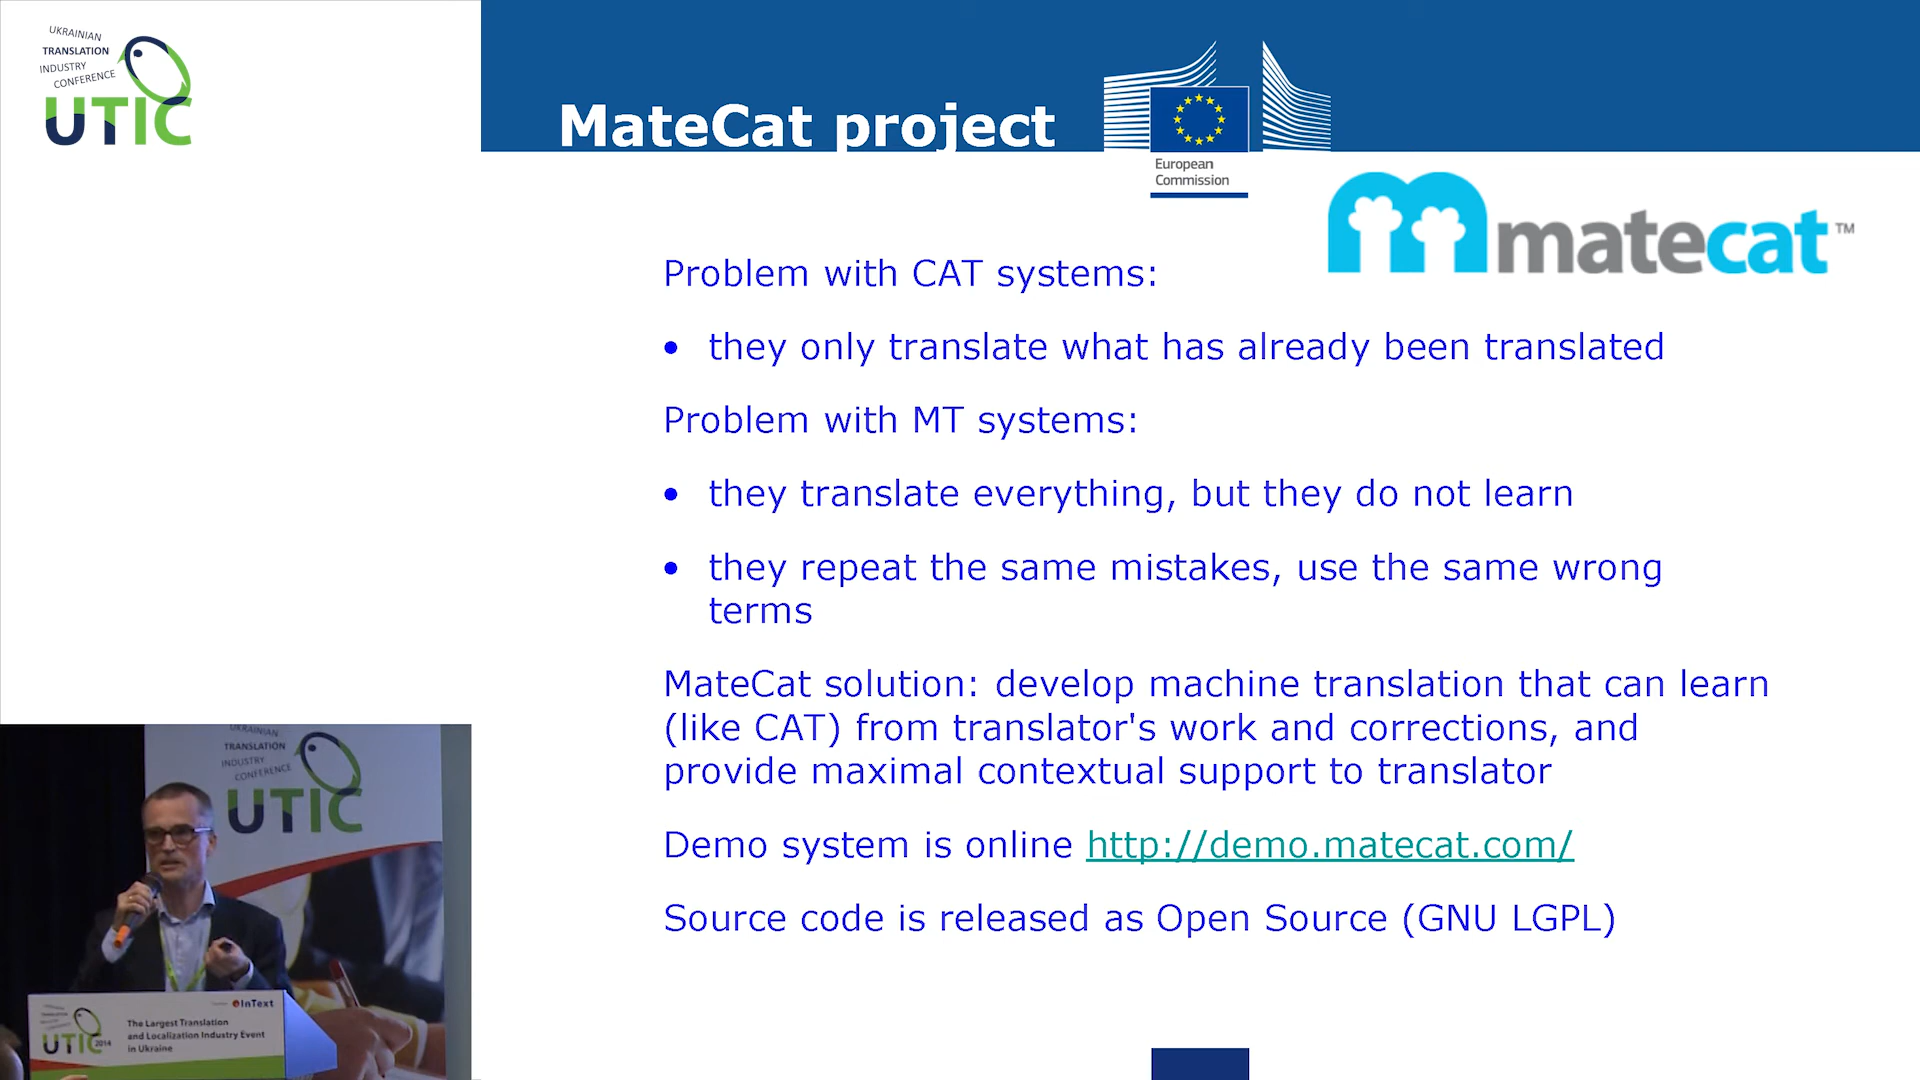 UKRAINIAN
TRANSLATION
INDUSTRY
CONFERENCE
UTIC
MateCat project
European
Commission
matecat™
Problem with CAT systems:
• they only translate what has already been translated
Problem with MT systems:
• they translate everything, but they do not learn
• they repeat the same mistakes, use the same wrong
terms
MateCat solution: develop machine translation that can learn
(like CAT) from translator's work and corrections, and
provide maximal contextual support to translator
Demo system is online http://demo.matecat.com/
Source code is released as Open Source (GNU LGPL)
UKRAINIAN
TRANSLATION
INDUSTRY
CONFERENCE
UTIC
InText
UTIC 2014
The Largest Translation
and Localization Industry Event
in Ukraine